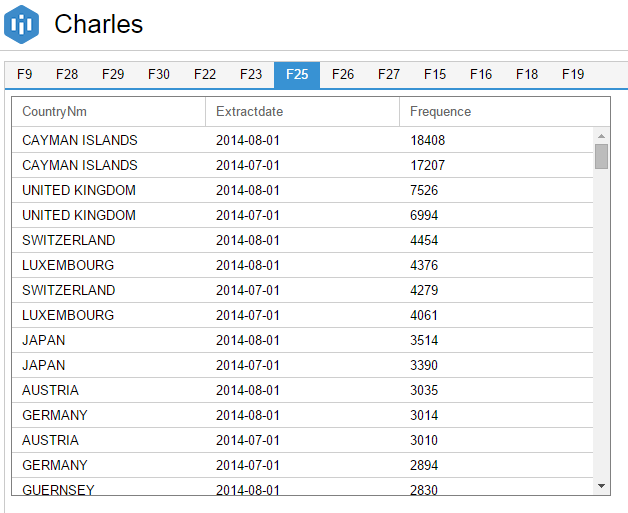 Charles
F9 F28 F29 F30 F22 F23 F25 F26 F27 F15 F16 F18 F19
CountryNm Extractdate Frequence
CAYMAN ISLANDS 2014-08-01 18408
CAYMAN ISLANDS 2014-07-01 17207
UNITED KINGDOM 2014-08-01 7526
UNITED KINGDOM 2014-07-01 6994
SWITZERLAND 2014-08-01 4454
LUXEMBOURG 2014-08-01 4376
SWITZERLAND 2014-07-01 4279
LUXEMBOURG 2014-07-01 4061
JAPAN 2014-08-01 3514
JAPAN 2014-07-01 3390
AUSTRIA 2014-08-01 3035
GERMANY 2014-08-01 3014
AUSTRIA 2014-07-01 3010
GERMANY 2014-07-01 2894
GUERNSEY 2014-08-01 2830